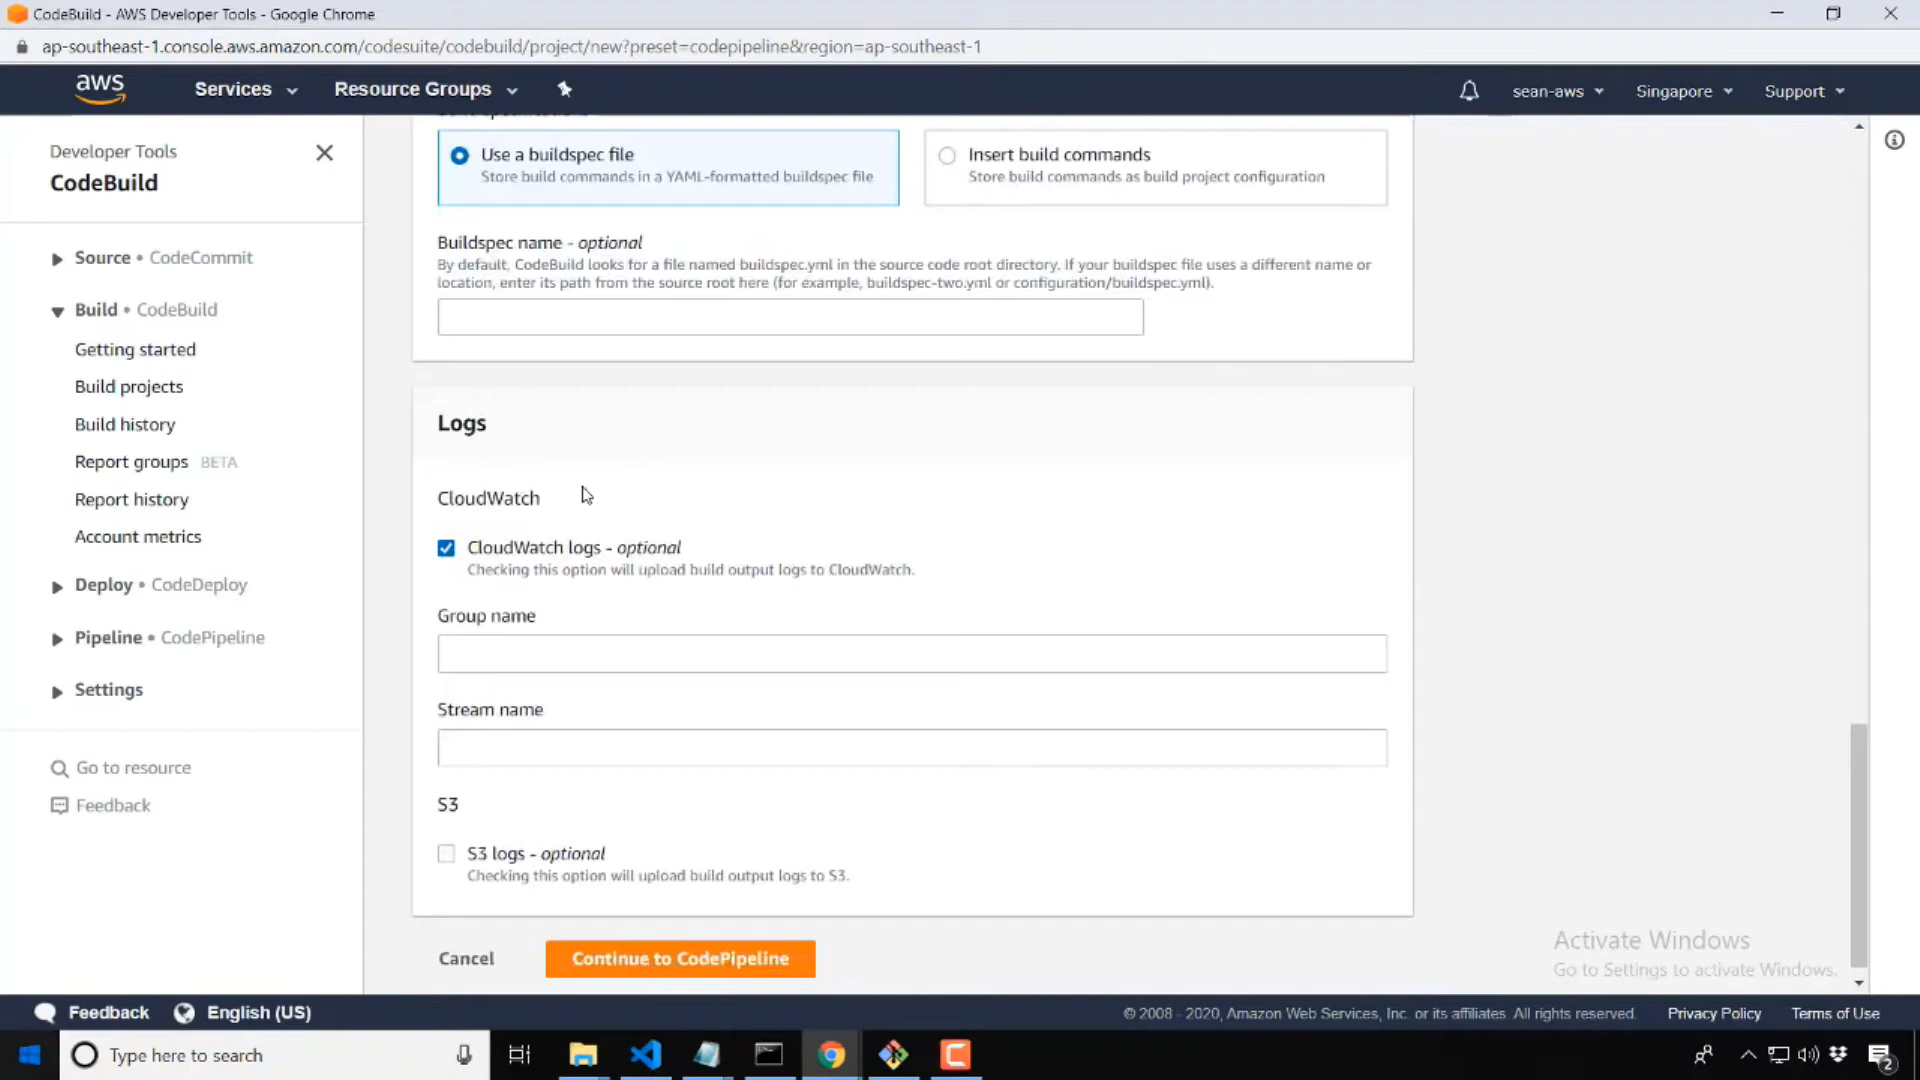 CodeBuild - AWS Developer Tools - Google Chrome
ap-southeast-1.console.aws.amazon.com/codesuite/codebuild/project/new?preset=codepipeline&region=ap-southeast-1
aws
Services
Resource Groups
sean-aws
Singapore
Support
Developer Tools
CodeBuild
Source • CodeCommit
Build • CodeBuild
Getting started
Build projects
Build history
Report groups BETA
Report history
Account metrics
Deploy • CodeDeploy
Pipeline • CodePipeline
Settings
Go to resource
Feedback
Use a buildspec file
Store build commands in a YAML-formatted buildspec file
Insert build commands
Store build commands as build project configuration
Buildspec name - optional
By default, CodeBuild looks for a file named buildspec.yml in the source code root directory. If your buildspec file uses a different name or
location, enter its path from the source root here (for example, buildspec-two.yml or configuration/buildspec.yml).
Logs
CloudWatch
CloudWatch logs - optional
Checking this option will upload build output logs to CloudWatch.
Group name
Stream name
S3
S3 logs - optional
Checking this option will upload build output logs to S3.
Cancel
Continue to CodePipeline
Activate Windows
Go to Settings to activate Windows.
Feedback
English (US)
© 2008 - 2020, Amazon Web Services, Inc. or its affiliates. All rights reserved.
Privacy Policy
Terms of Use
Type here to search
2